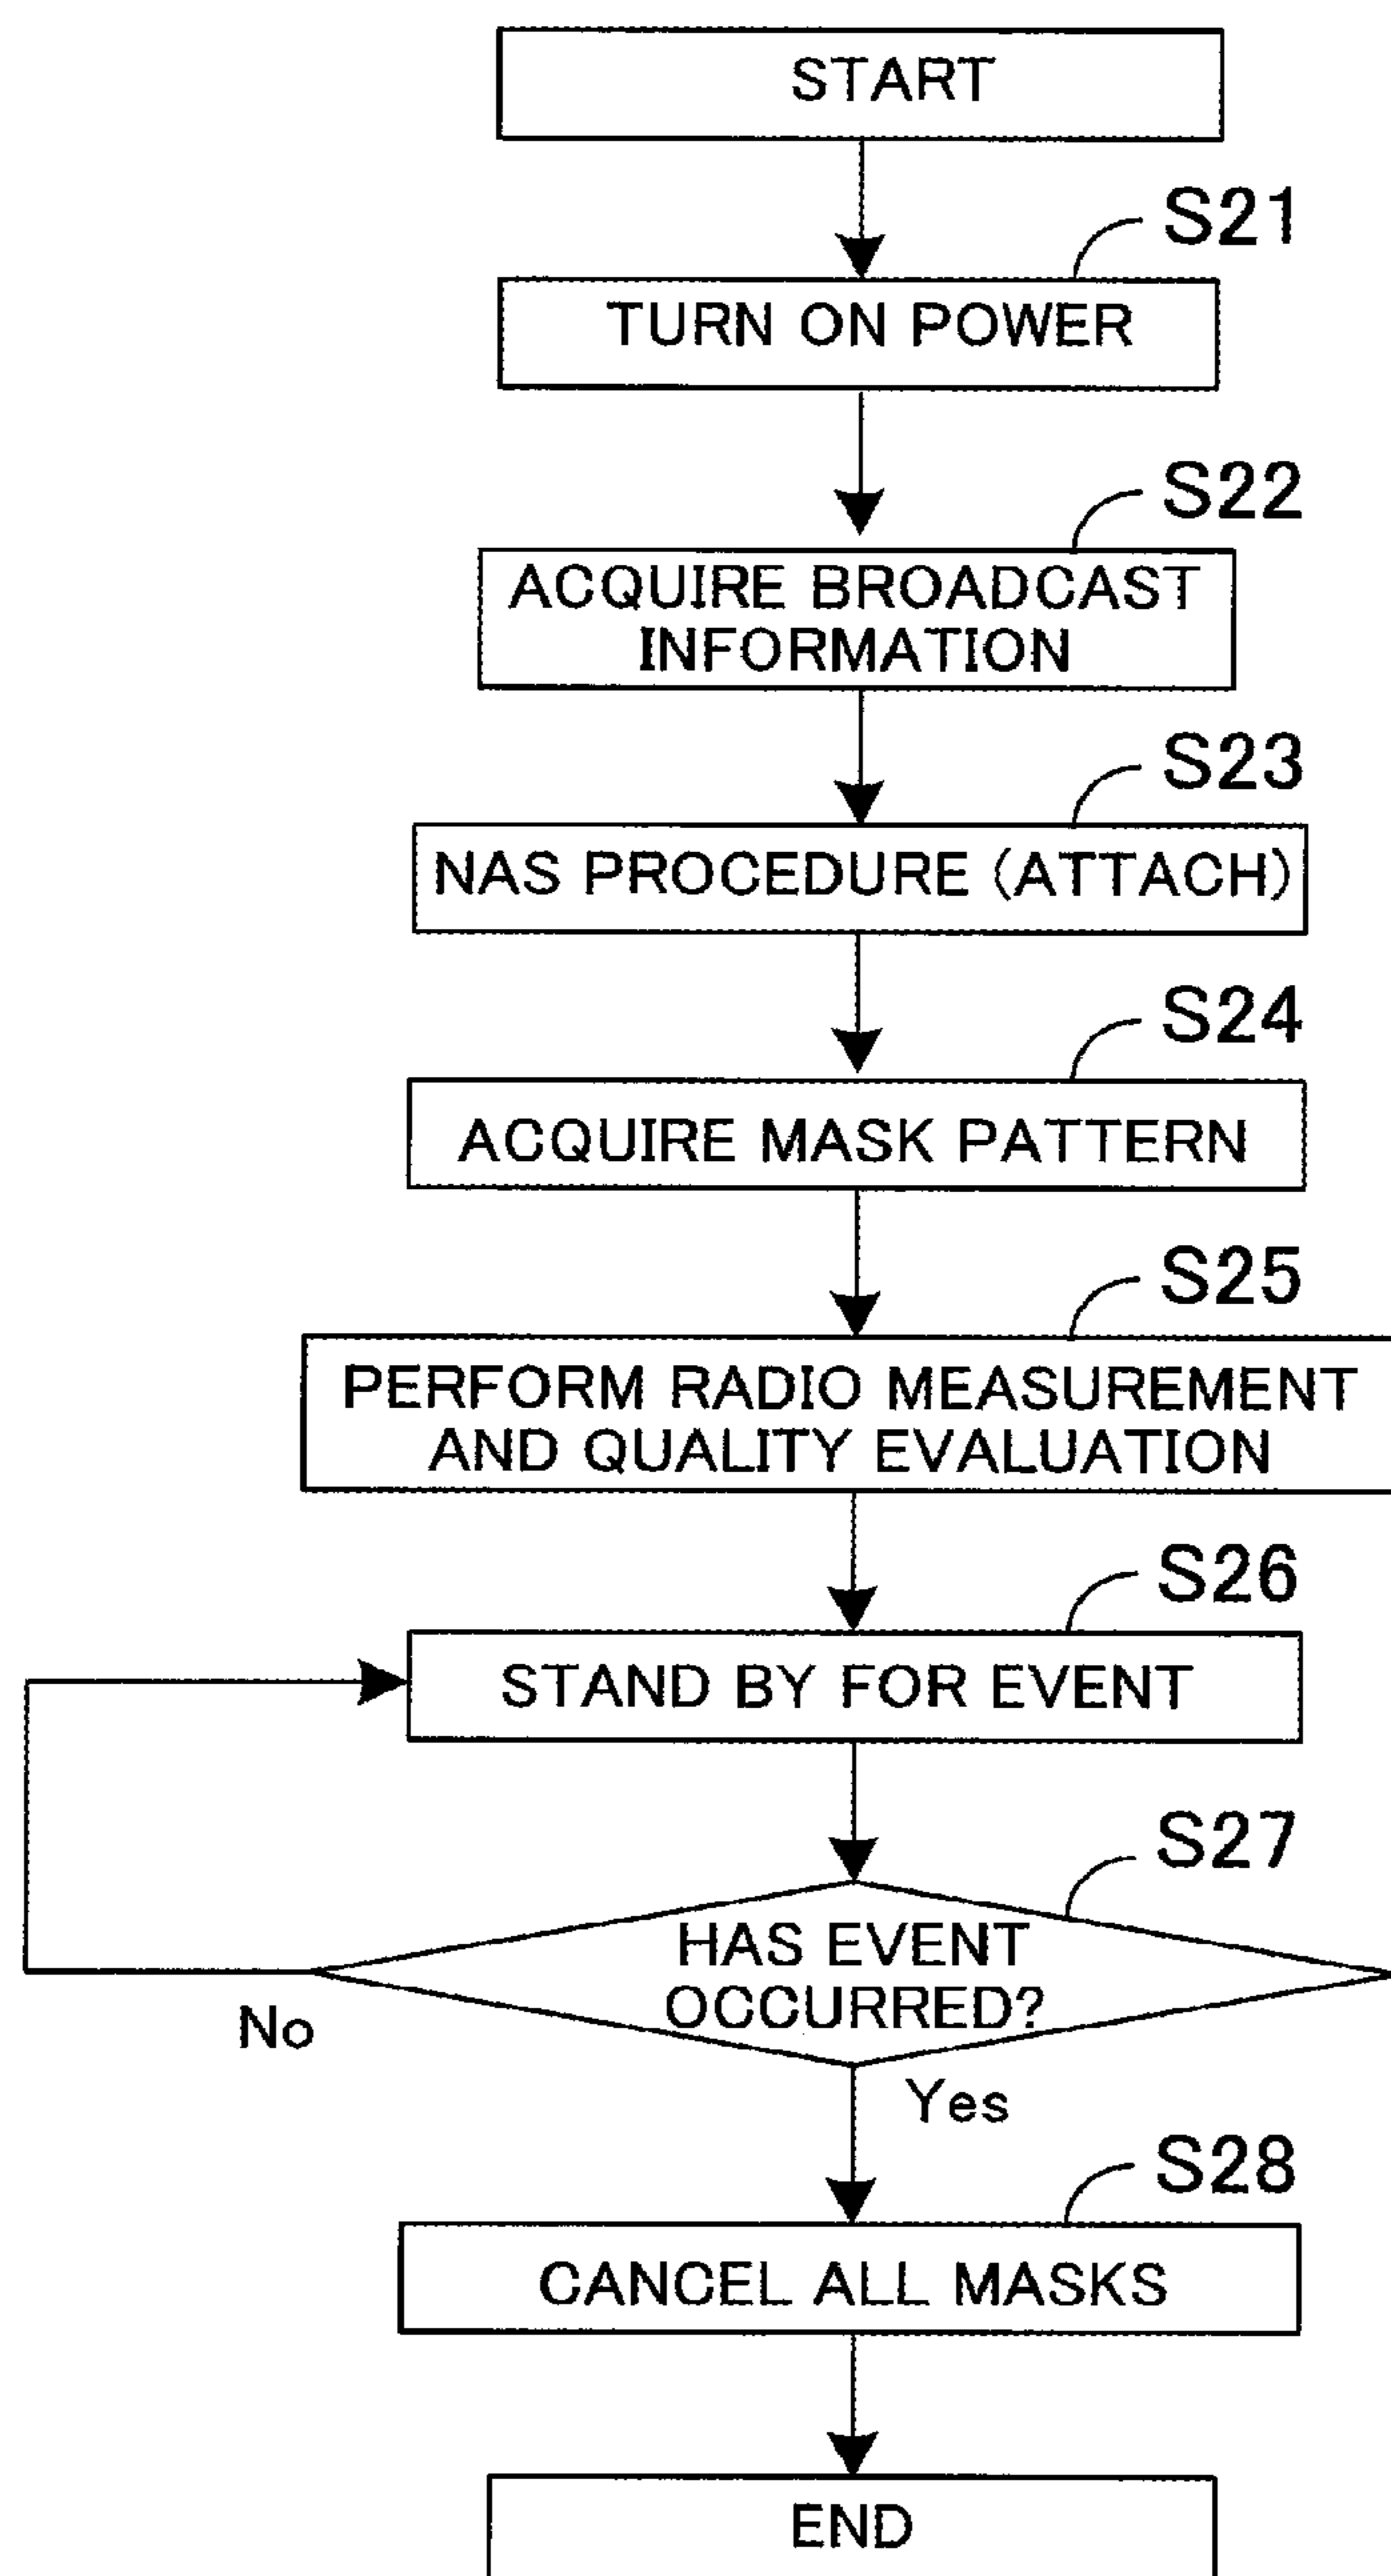 START
S21
TURN ON POWER
S22
ACQUIRE BROADCAST
INFORMATION
S23
NAS PROCEDURE (ATTACH)
S24
ACQUIRE MASK PATTERN
S25
PERFORM RADIO MEASUREMENT
AND QUALITY EVALUATION
S26
STAND BY FOR EVENT
S27
HAS EVENT
OCCURRED?
No
Yes
S28
CANCEL ALL MASKS
END